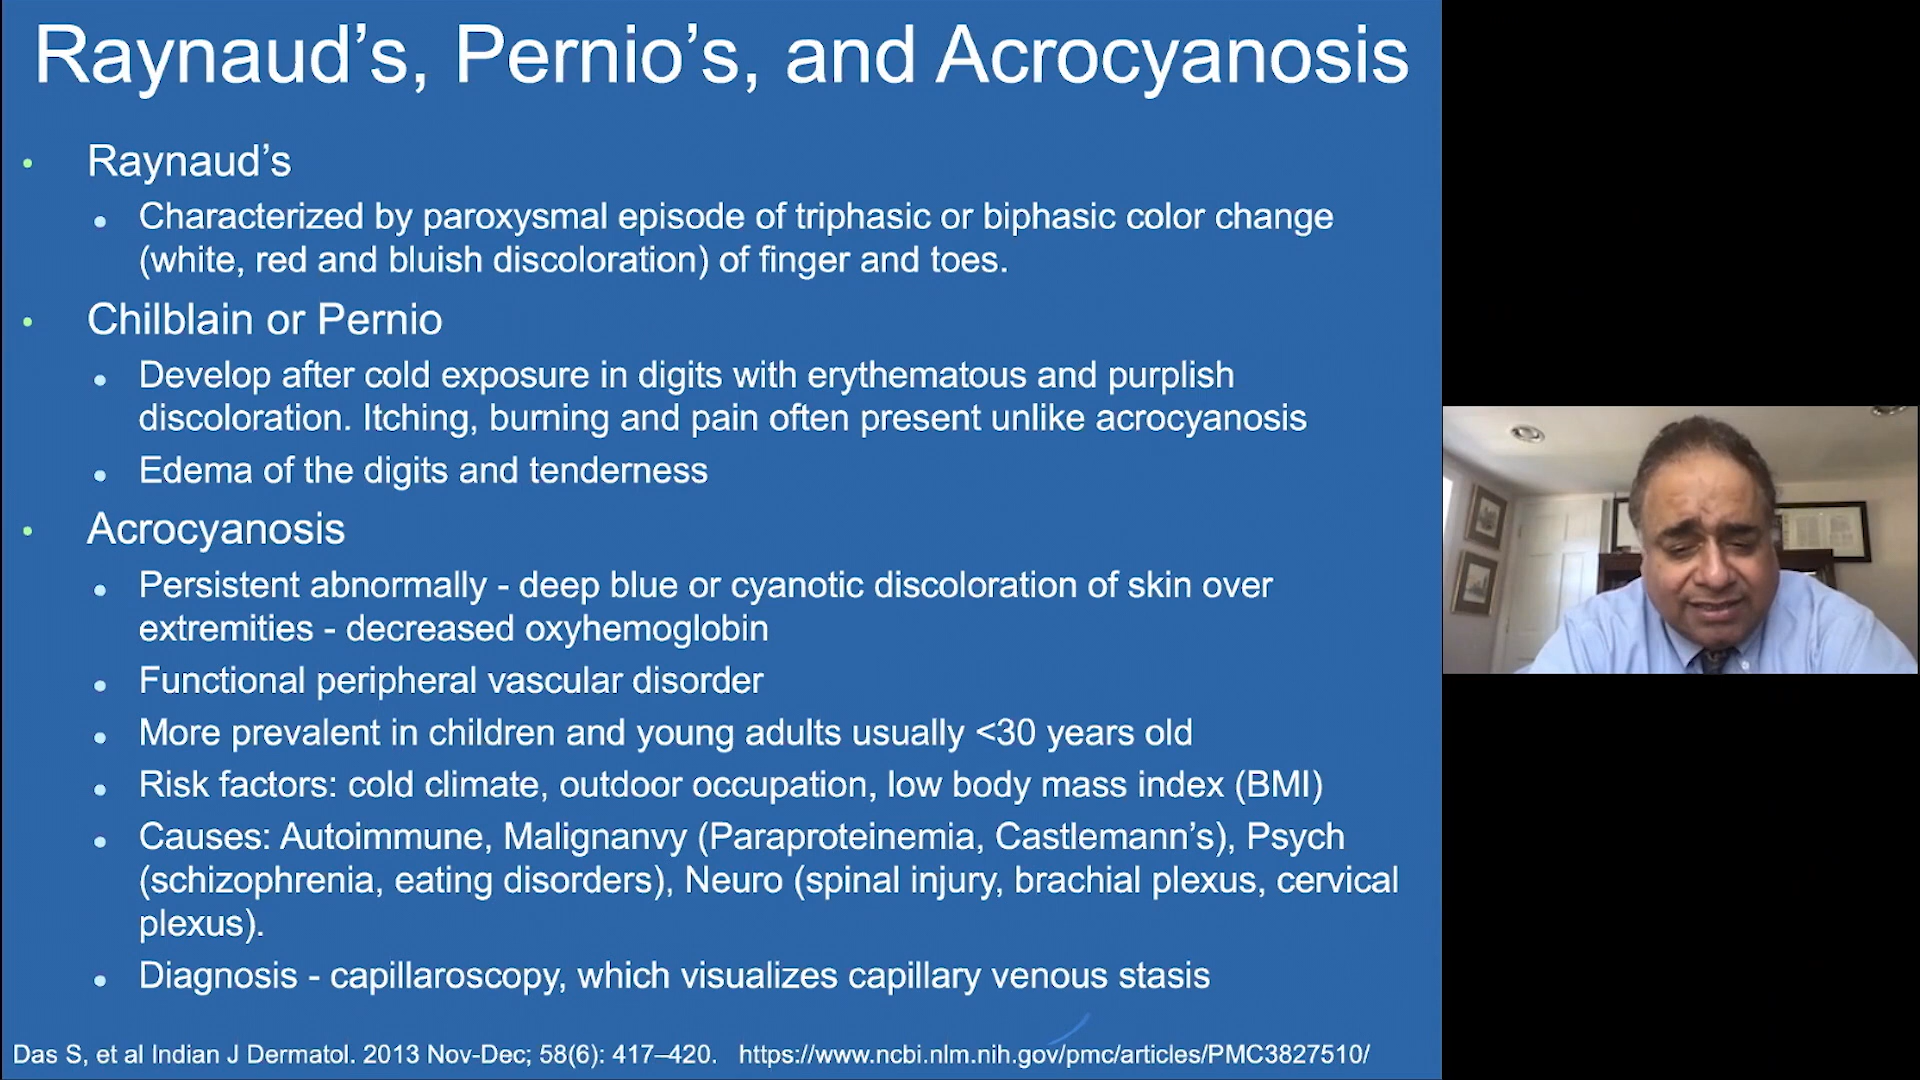 Raynaud’s, Pernio’s, and Acrocyanosis
• Raynaud’s
• Characterized by paroxysmal episode of triphasic or biphasic color change
(white, red and bluish discoloration) of finger and toes.
• Chilblain or Pernio
• Develop after cold exposure in digits with erythematous and purplish
discoloration. Itching, burning and pain often present unlike acrocyanosis
• Edema of the digits and tenderness
• Acrocyanosis
• Persistent abnormally - deep blue or cyanotic discoloration of skin over
extremities - decreased oxyhemoglobin
• Functional peripheral vascular disorder
• More prevalent in children and young adults usually <30 years old
• Risk factors: cold climate, outdoor occupation, low body mass index (BMI)
• Causes: Autoimmune, Malignanvy (Paraproteinemia, Castlemann’s), Psych
(schizophrenia, eating disorders), Neuro (spinal injury, brachial plexus, cervical
plexus).
• Diagnosis - capillaroscopy, which visualizes capillary venous stasis
Das S, et al Indian J Dermatol. 2013 Nov-Dec; 58(6): 417–420. https://www.ncbi.nlm.nih.gov/pmc/articles/PMC3827510/